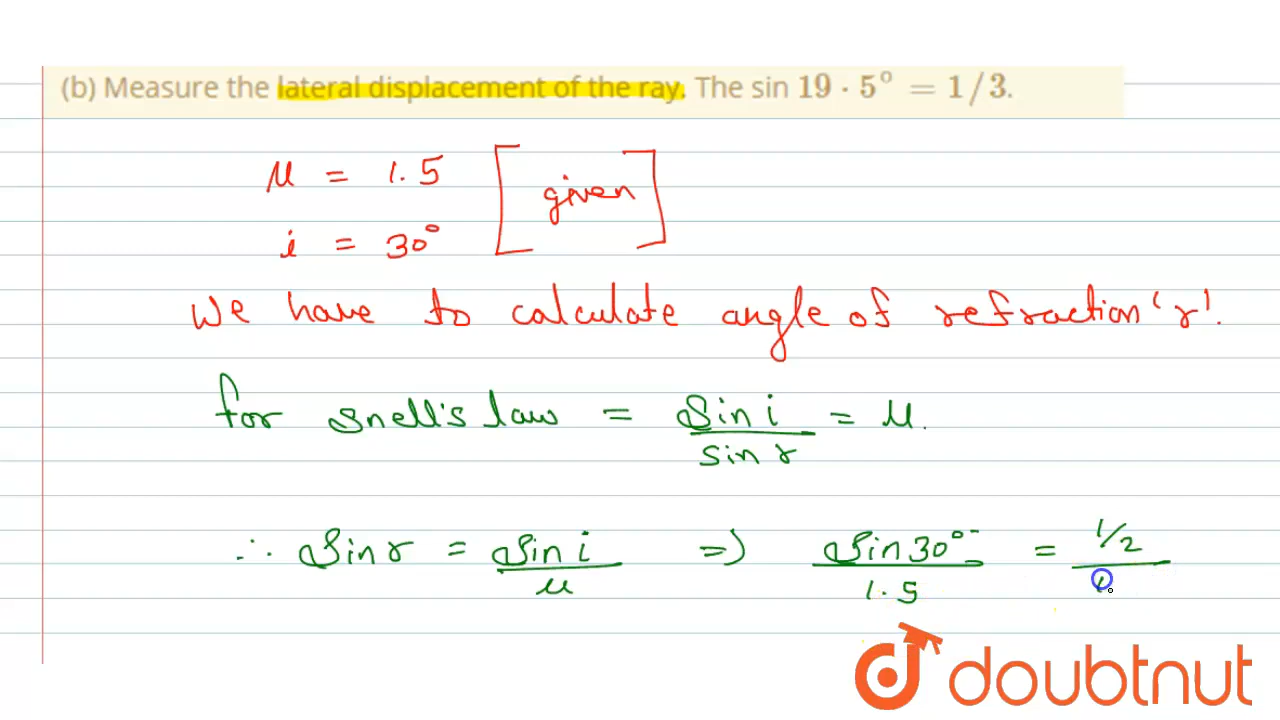 (b) Measure the lateral displacement of the ray. The sin 19 · 5° = 1/3.
μ = 1.5 [given]
i = 30°
We have to calculate angle of refraction 'r'.
for snell's law = Sin i / sin r = μ.
∴ Sin r = Sin i / μ => Sin 30° / 1.5 = 1/2 / 1.
doubtnut